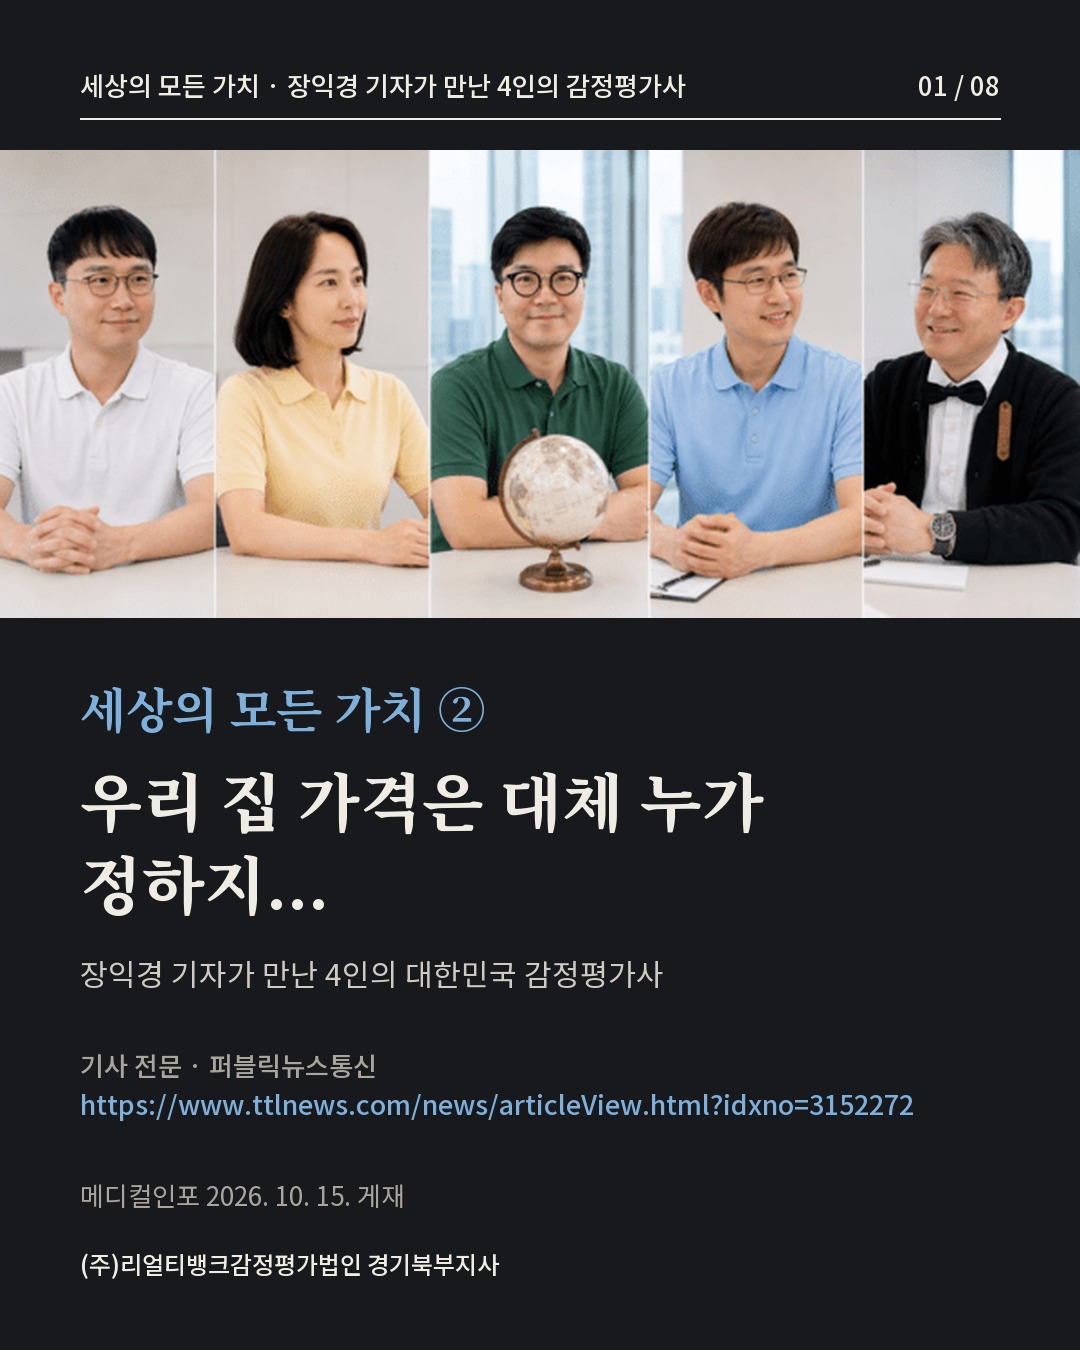 세상의 모든 가치 · 장익경 기자가 만난 4인의 감정평가사
01 / 08
세상의 모든 가치 ②
우리 집 가격은 대체 누가
정하지...
장익경 기자가 만난 4인의 대한민국 감정평가사
기사 전문 · 퍼블릭뉴스통신
https://www.ttlnews.com/news/articleView.html?idxno=3152272
메디컬인포 2026. 10. 15. 게재
(주)리얼티뱅크감정평가법인 경기북부지사